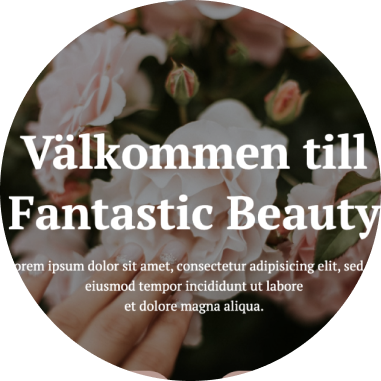 Välkommen till
Fantastic Beauty
orem ipsum dolor sit amet, consectetur adipisicing elit, sed
eiusmod tempor incididunt ut labore
et dolore magna aliqua.